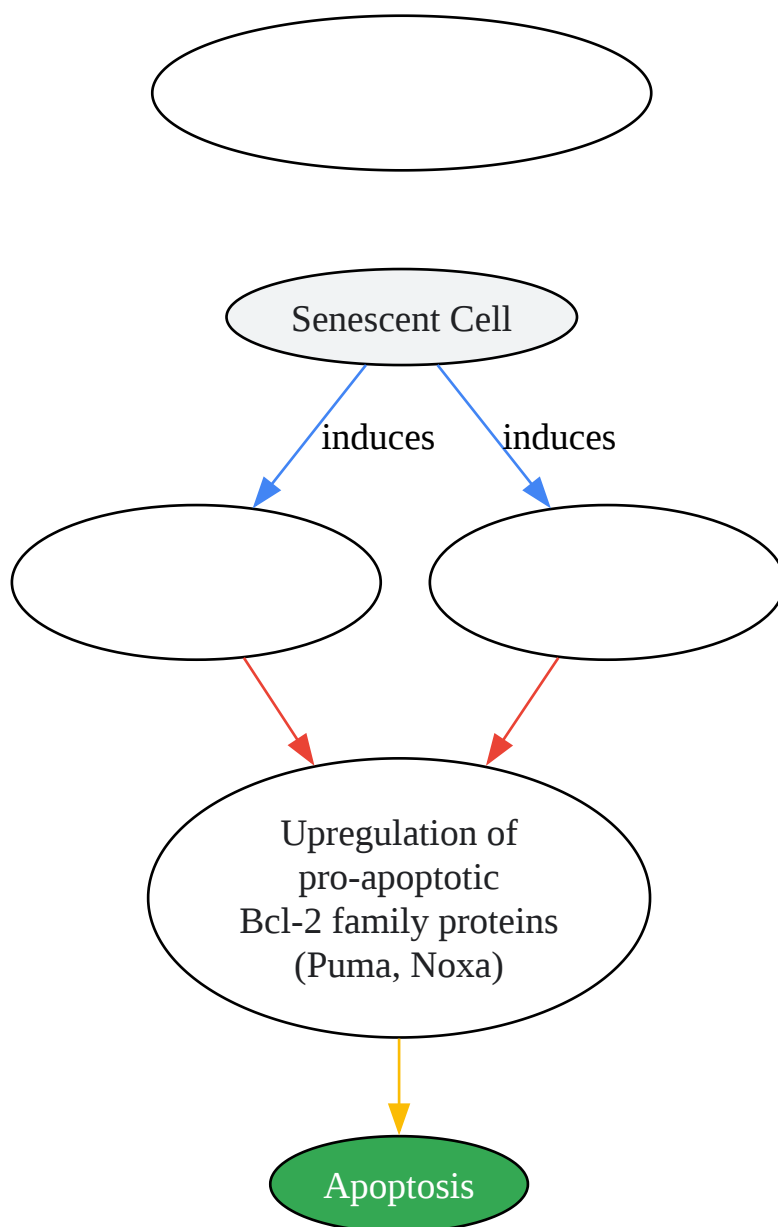 Senescent Cell
induces
induces
Upregulation of
pro-apoptotic
Bcl-2 family proteins
(Puma, Noxa)
Apoptosis